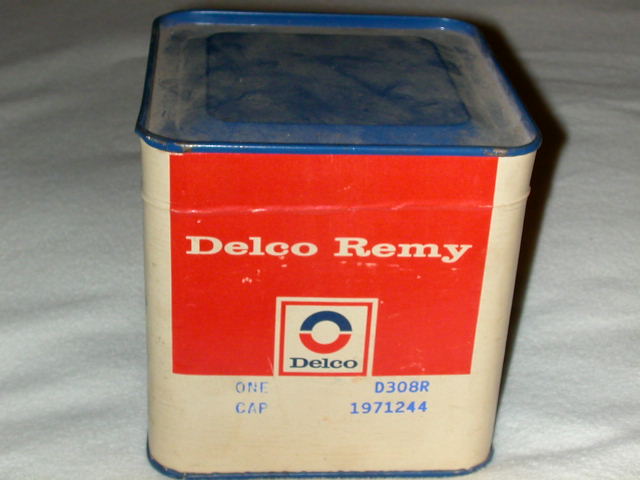 Delco Remy
Delco
ONE D308R
CAP 1971244